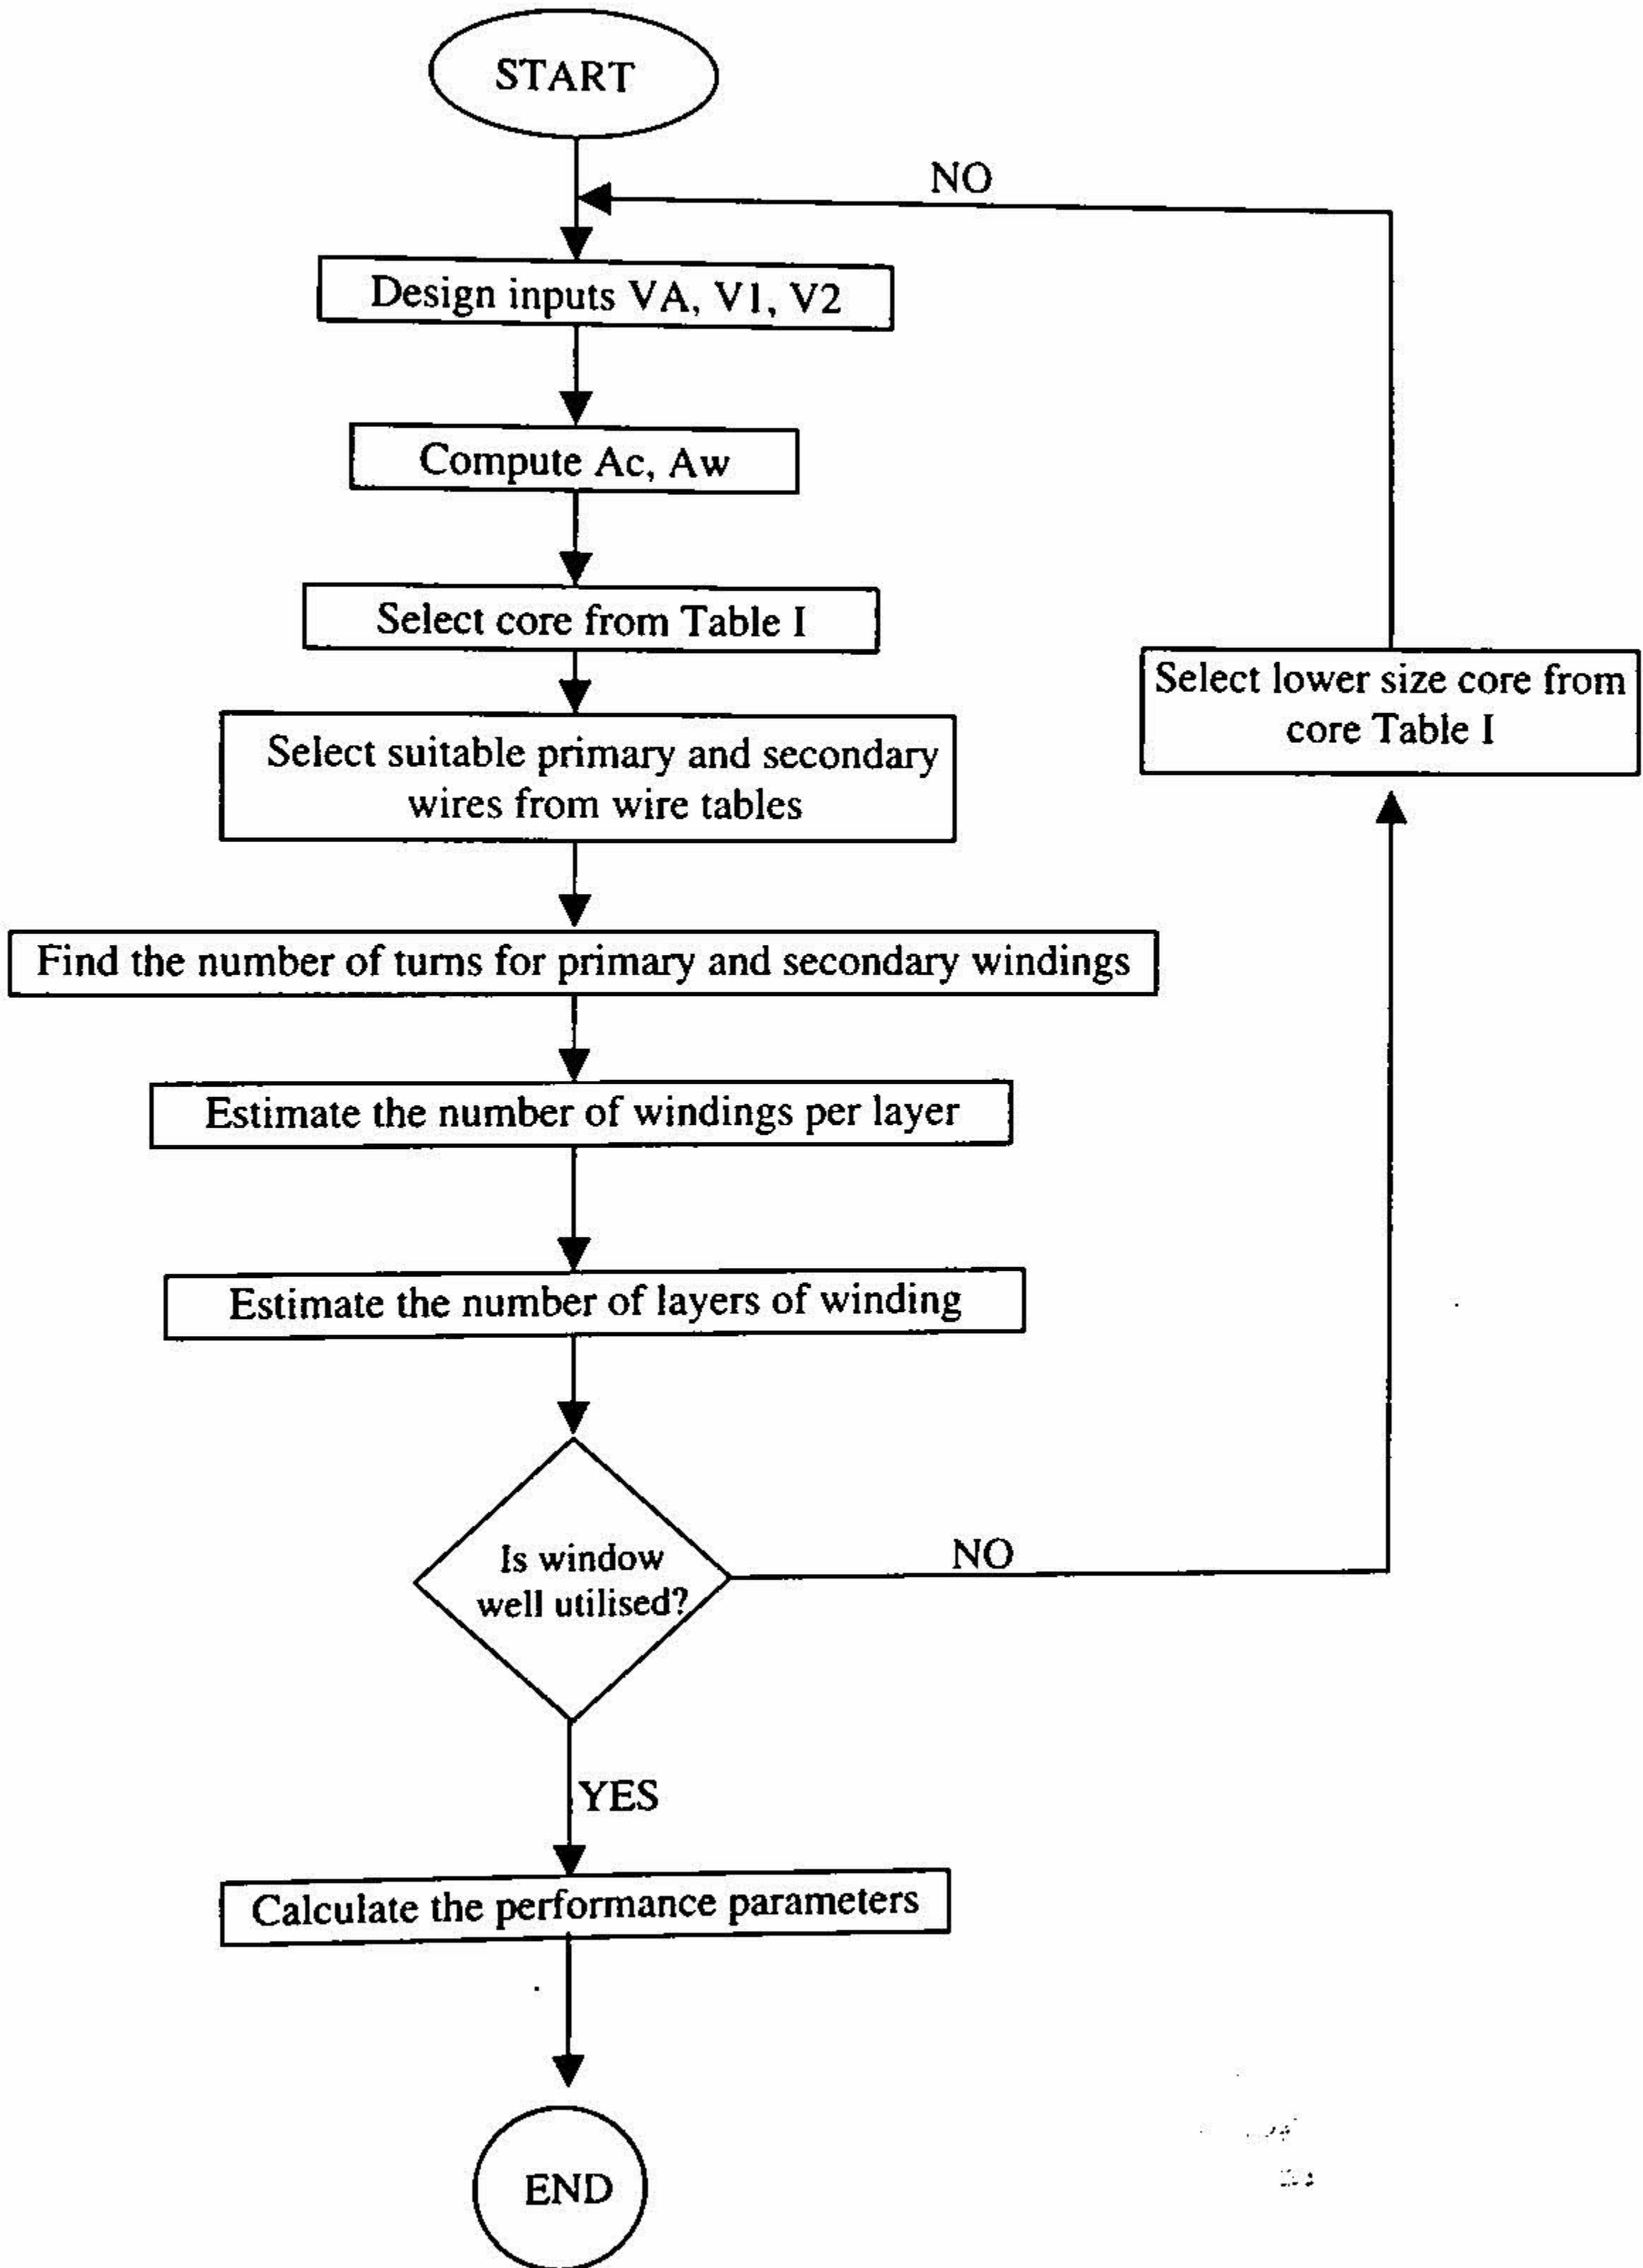 START
NO
Design inputs VA, V1, V2
Compute Ac, Aw
Select core from Table I
Select lower size core from
core Table I
Select suitable primary and secondary
wires from wire tables
Find the number of turns for primary and secondary windings
Estimate the number of windings per layer
Estimate the number of layers of winding
Is window
well utilised?
NO
YES
Calculate the performance parameters
END